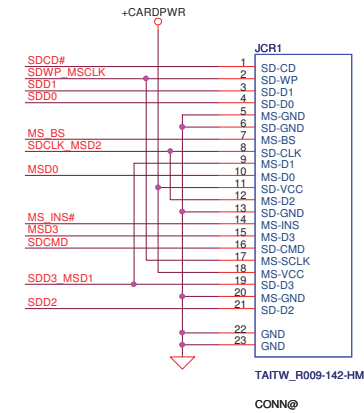 +CARDPWR
JCR1
SDCD# 1 SD-CD
SDWP_MSCLK 2 SD-WP
SDD1 3 SD-D1
SDD0 4 SD-D0
5 MS-GND
6 SD-GND
MS_BS 7 MS-BS
SDCLK_MSD2 8 SD-CLK
9 MS-D1
MSD0 10 MS-D0
11 SD-VCC
12 MS-D2
13 SD-GND
MS_INS# 14 MS-INS
MSD3 15 MS-D3
SDCMD 16 SD-CMD
17 MS-SCLK
18 MS-VCC
SDD3_MSD1 19 SD-D3
20 MS-GND
SDD2 21 SD-D2
22 GND
23 GND
TAITW_R009-142-HM
CONN@